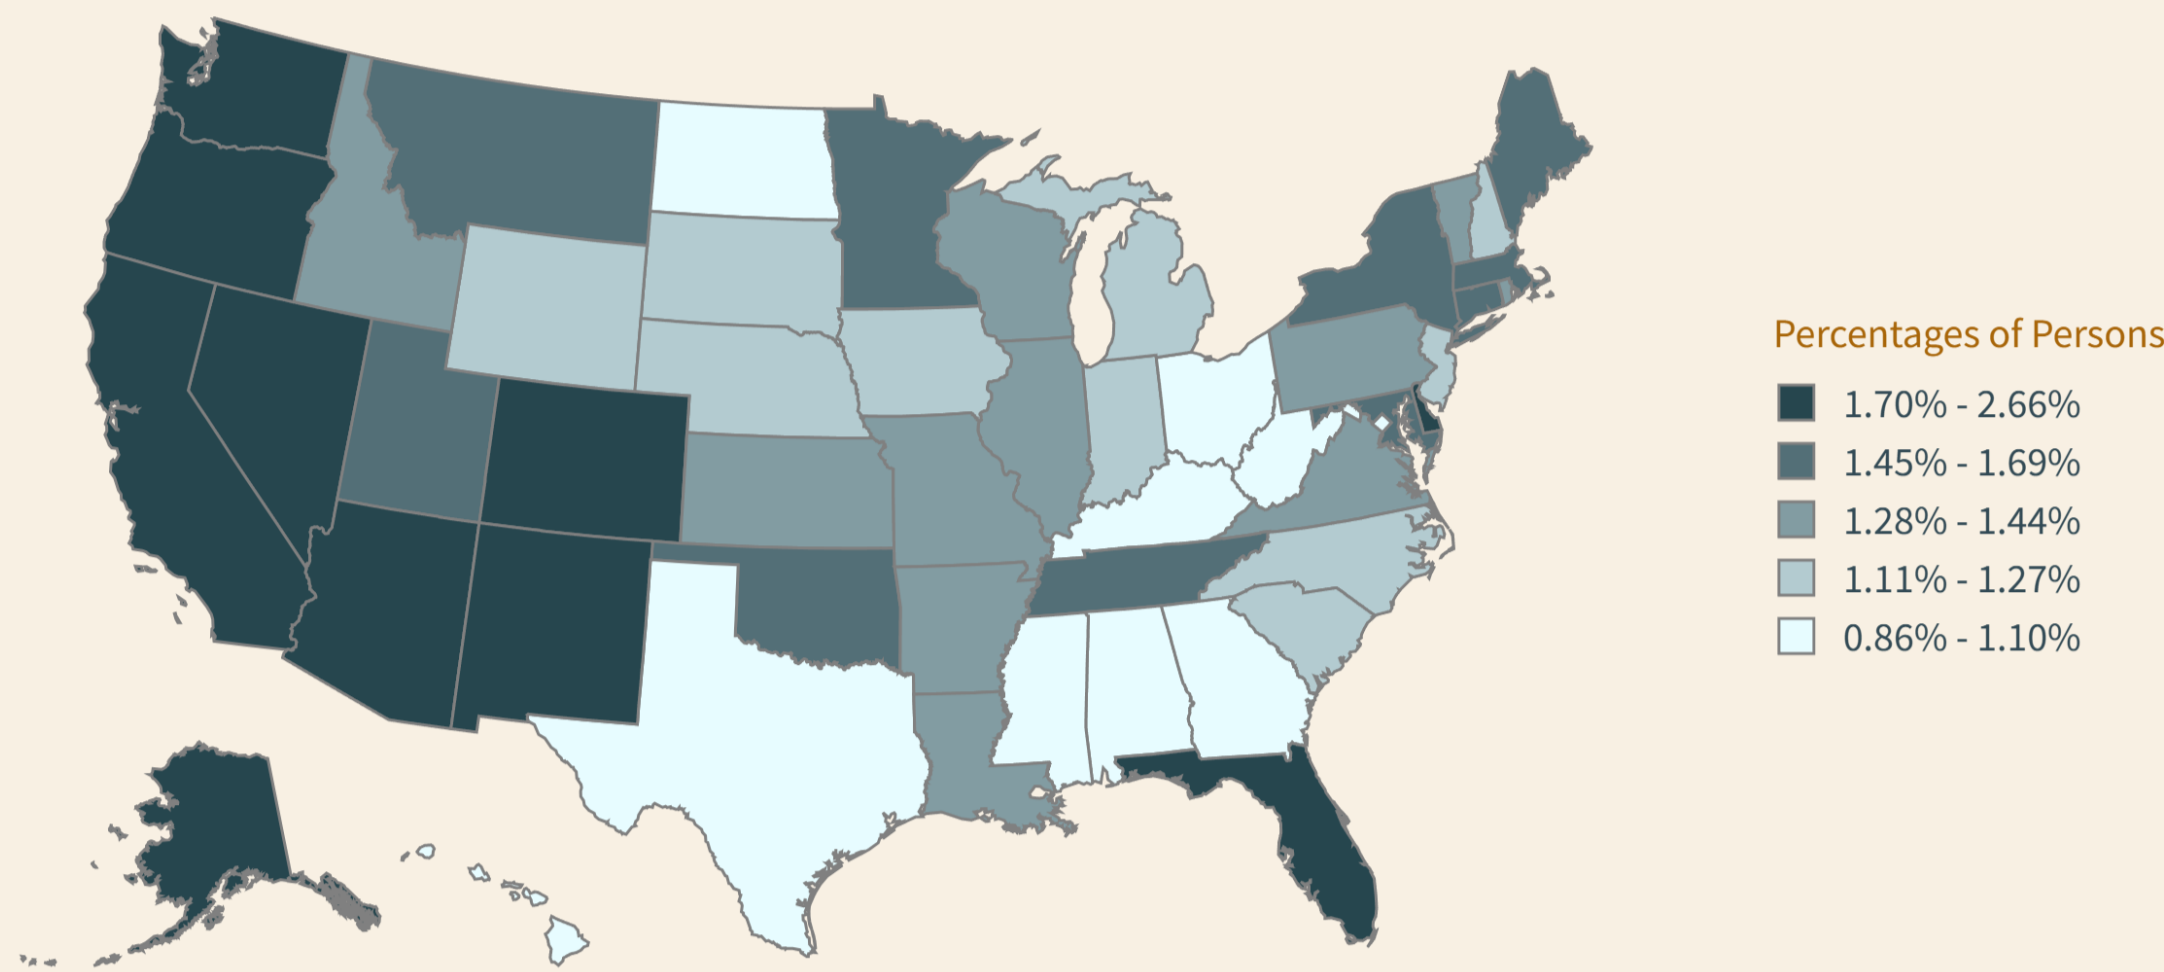 Percentages of Persons
1.70% - 2.66%
1.45% - 1.69%
1.28% - 1.44%
1.11% - 1.27%
0.86% - 1.10%